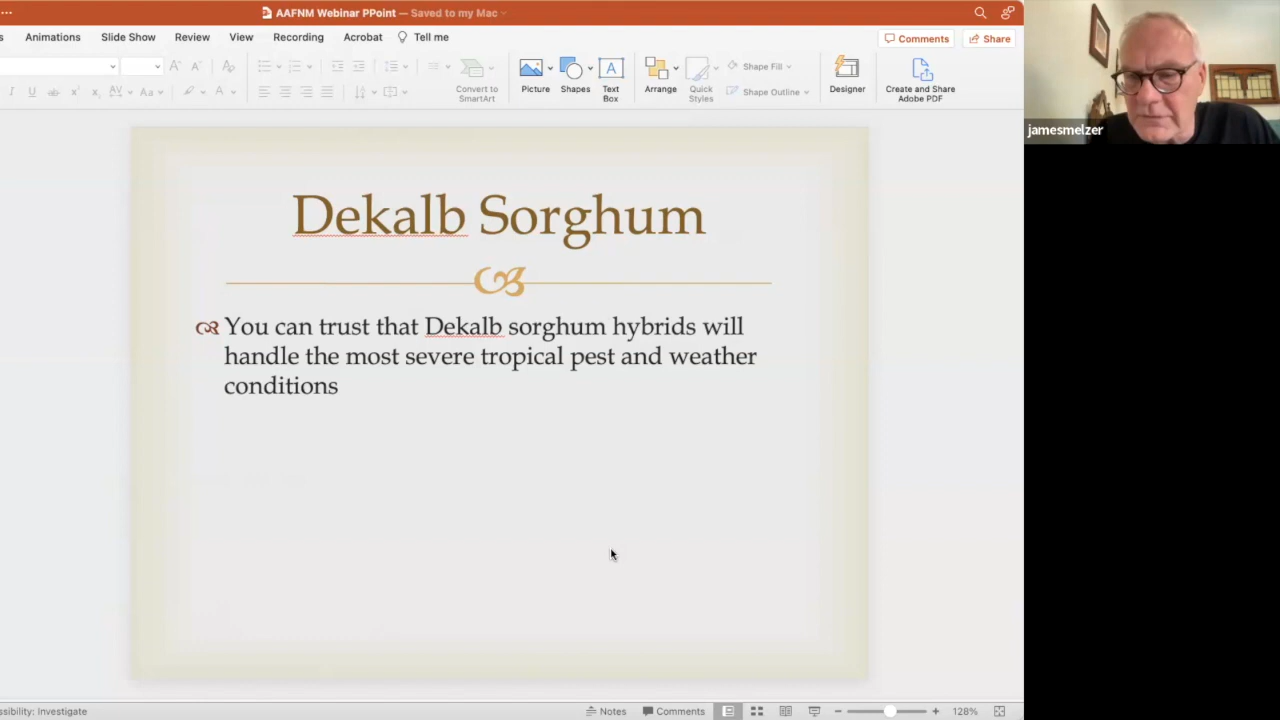 AAFNM Webinar PPoint — Saved to my Mac
Animations Slide Show Review View Recording Acrobat Tell me Comments Share
Convert to
SmartArt
Picture
Shapes
Text
Box
Arrange
Quick
Styles
Shape Fill
Shape Outline
Designer
Create and Share
Adobe PDF
jamesmelzer
Dekalb Sorghum
You can trust that Dekalb sorghum hybrids will
handle the most severe tropical pest and weather
conditions
ssibility: Investigate
Notes Comments 128%